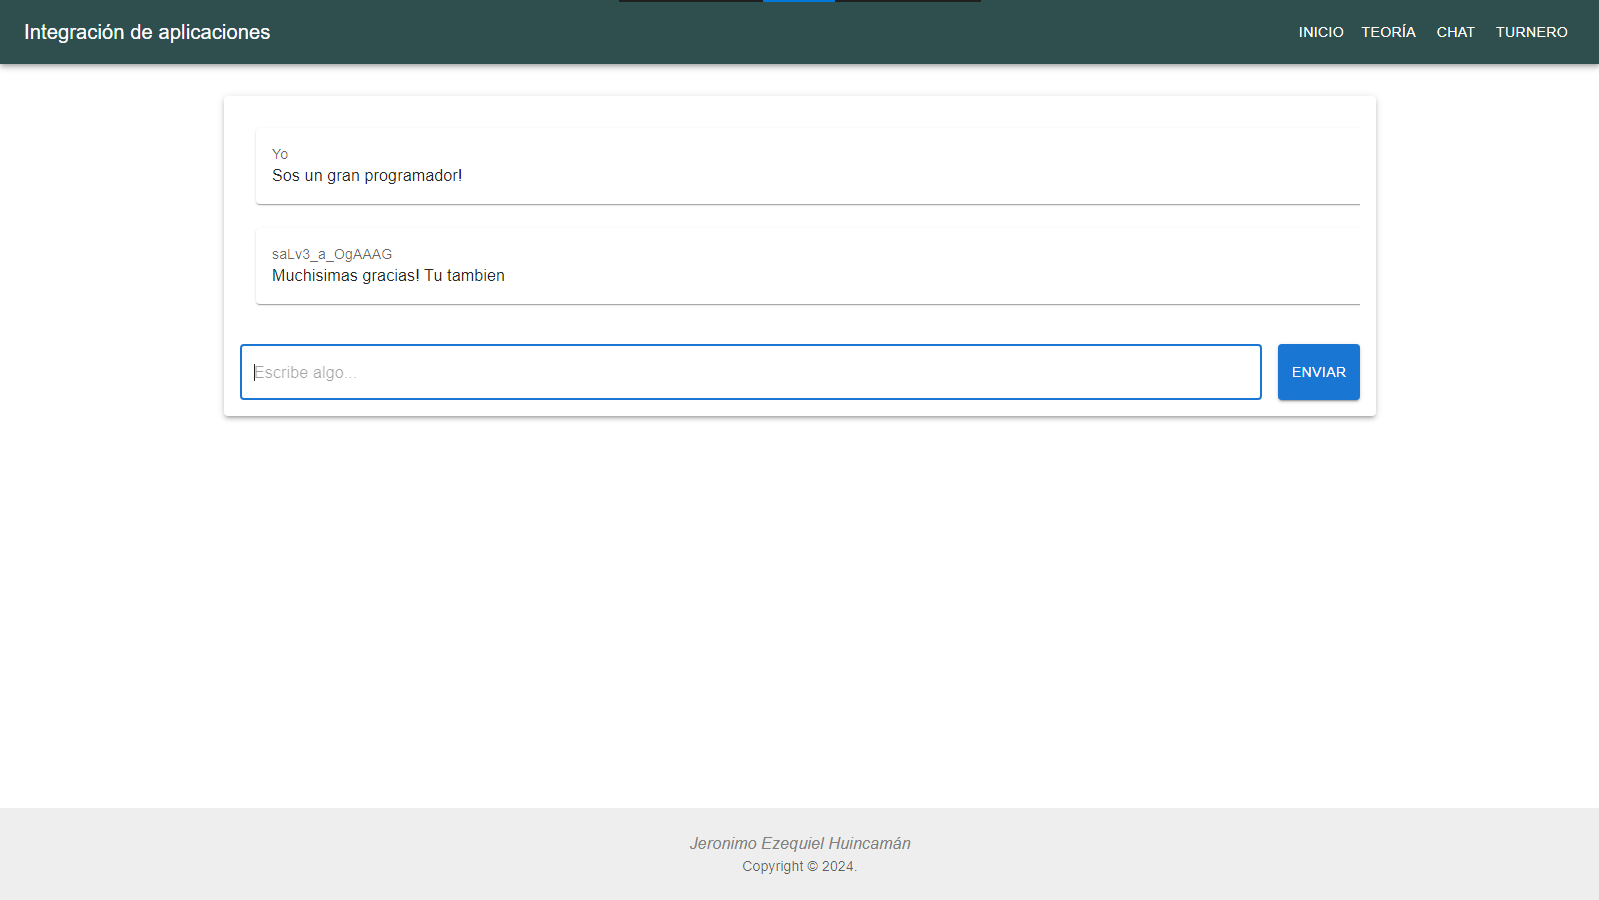 Integración de aplicaciones
INICIO TEORÍA CHAT TURNERO
Yo
Sos un gran programador!
saLv3_a_OgAAAG
Muchisimas gracias! Tu tambien
Escribe algo...
ENVIAR
Jeronimo Ezequiel Huincamán
Copyright © 2024.